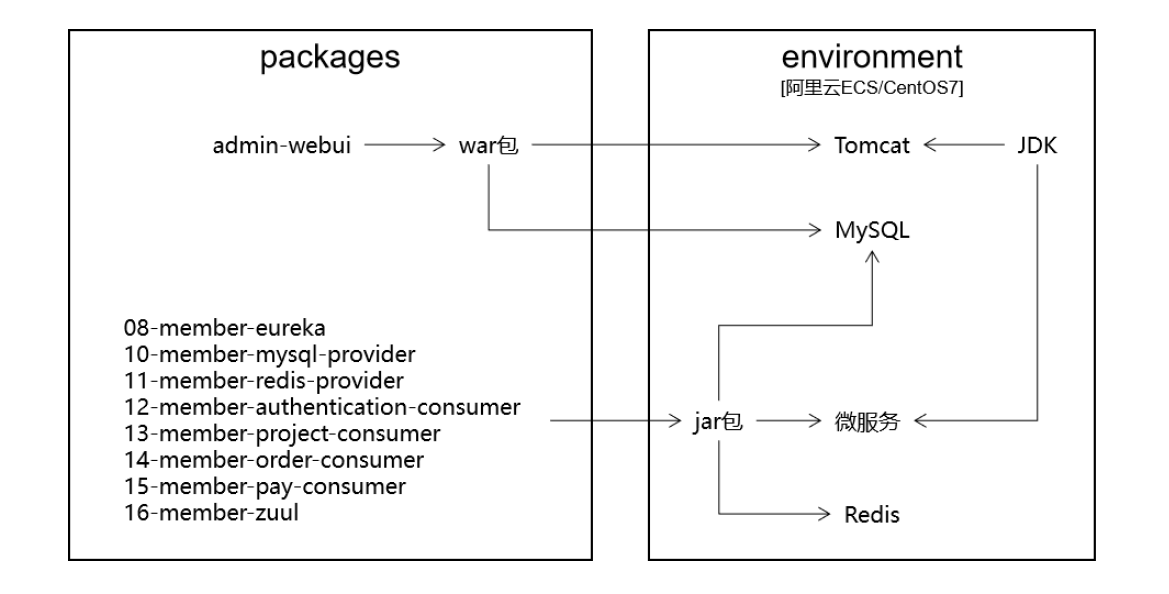 packages
admin-webui
war包
08-member-eureka
10-member-mysql-provider
11-member-redis-provider
12-member-authentication-consumer
13-member-project-consumer
14-member-order-consumer
15-member-pay-consumer
16-member-zuul
environment
[阿里云ECS/CentOS7]
Tomcat
JDK
MySQL
jar包
微服务
Redis